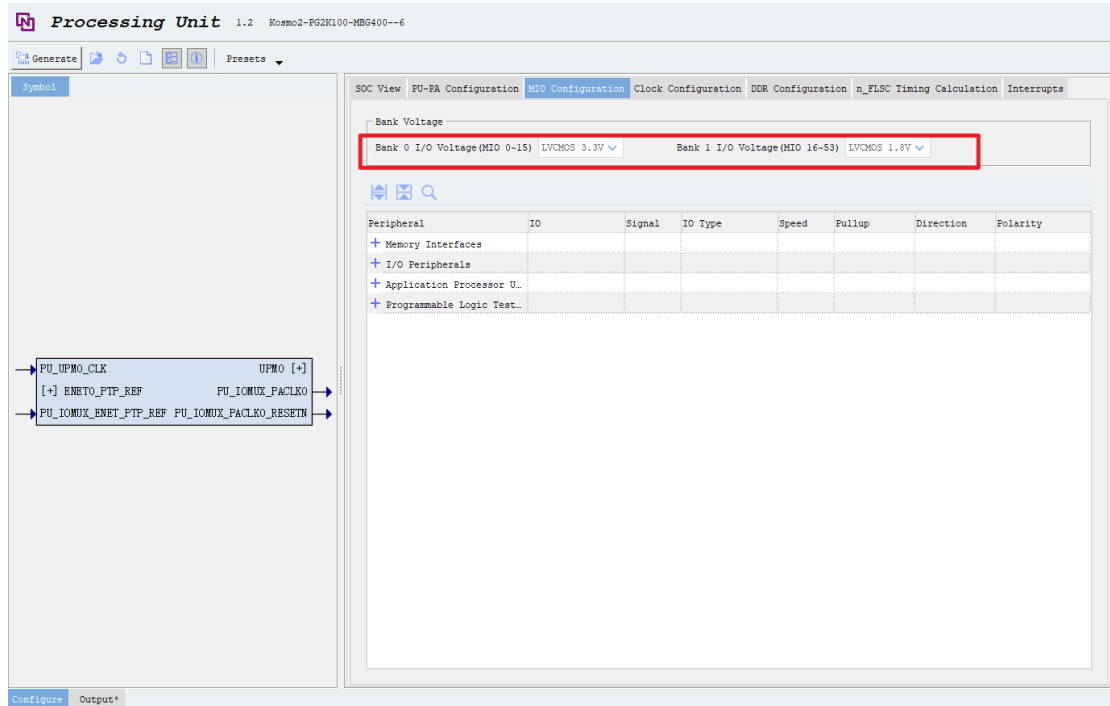 Processing Unit 1.2 Kosmo2-PG2K100-MBG400--6
Generate Presets
Symbol
SOC View PU-PA Configuration MIO Configuration Clock Configuration DDR Configuration n_FLSC Timing Calculation Interrupts
Bank Voltage
Bank 0 I/O Voltage(MIO 0~15) LVCMOS 3.3V Bank 1 I/O Voltage(MIO 16~53) LVCMOS 1.8V
Peripheral IO Signal IO Type Speed Pullup Direction Polarity
+ Memory Interfaces
+ I/O Peripherals
+ Application Processor U…
+ Programmable Logic Test…
PU_UPMO_CLK UPMO [+]
[+] ENETO_PTP_REF PU_IOMUX_PACLKO
PU_IOMUX_ENET_PTP_REF PU_IOMUX_PACLKO_RESETN
Configure Output*